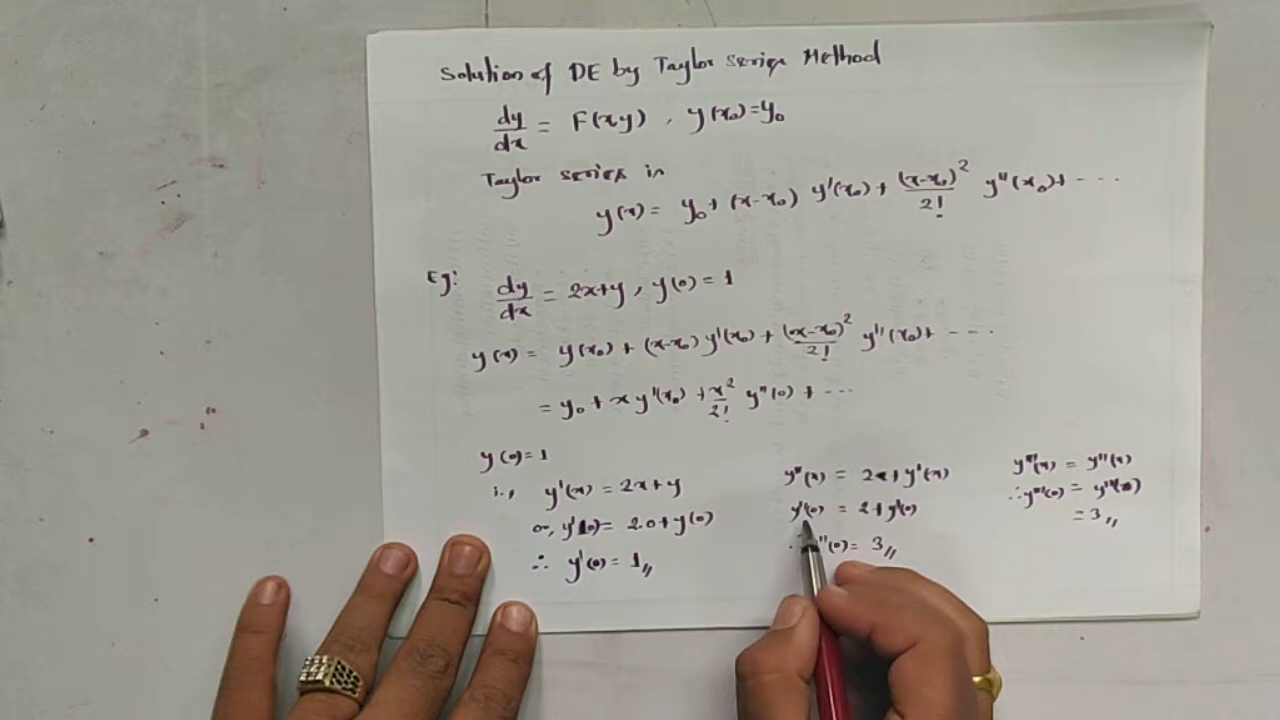 Solution of DE by Taylor series Method
dy/dx = F(x,y) , y(x₀)=y₀
Taylor series in
y(x) = y₀ + (x-x₀) y'(x₀) + (x-x₀)²/2! y''(x₀) + ---
Eg:
dy/dx = 2x+y , y(0) = 1
y(x) = y(x₀) + (x-x₀) y'(x₀) + (x-x₀)²/2! y''(x₀) + ---
= y₀ + x y'(x₀) + x²/2! y''(0) + ---
y(0)=1
i.e., y'(x) = 2x+y
or, y'(0) = 2.0+y(0)
∴ y'(0) = 1//
y''(x) = 2+y'(x)
y''(0) = 2+y'(0)
y''(0) = 3//
y'''(x) = y''(x)
∴ y'''(0) = y''(0)
= 3//